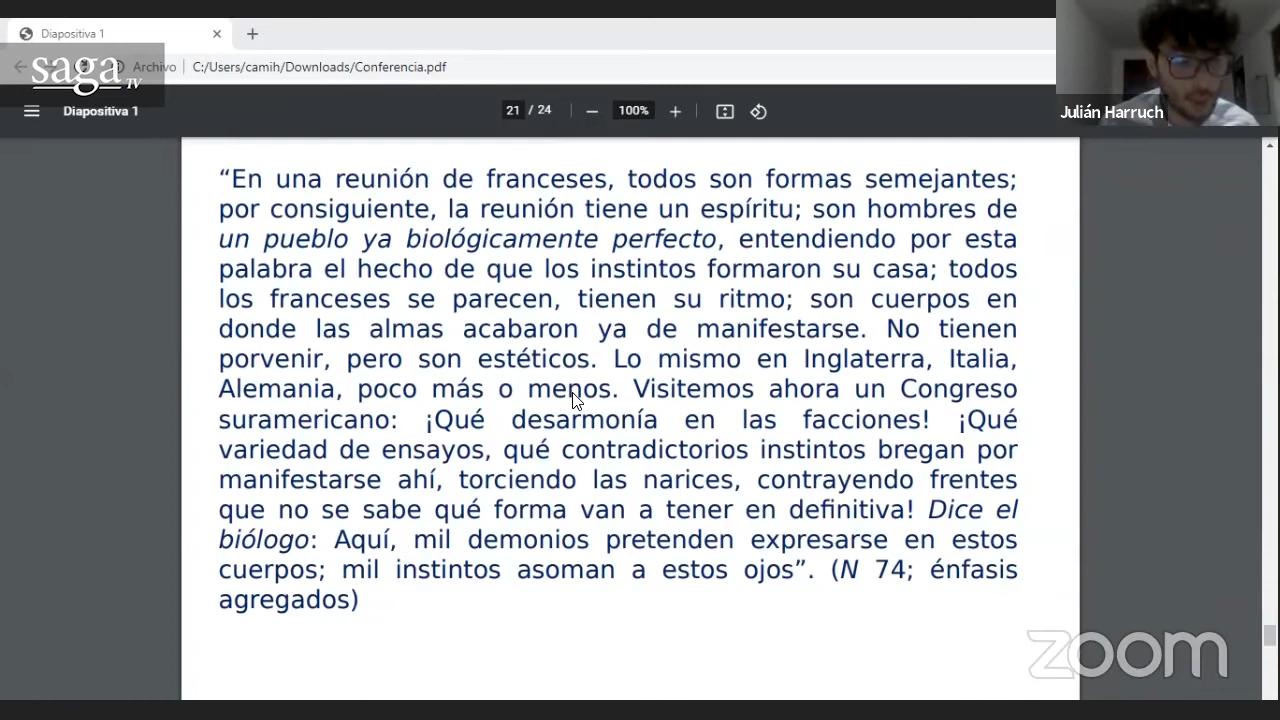 Diapositiva 1
saga TV
Archivo C:/Users/camih/Downloads/Conferencia.pdf
Diapositiva 1
21 / 24
100%
Julián Harruch
“En una reunión de franceses, todos son formas semejantes;
por consiguiente, la reunión tiene un espíritu; son hombres de
un pueblo ya biológicamente perfecto, entendiendo por esta
palabra el hecho de que los instintos formaron su casa; todos
los franceses se parecen, tienen su ritmo; son cuerpos en
donde las almas acabaron ya de manifestarse. No tienen
porvenir, pero son estéticos. Lo mismo en Inglaterra, Italia,
Alemania, poco más o menos. Visitemos ahora un Congreso
suramericano: ¡Qué desarmonía en las facciones! ¡Qué
variedad de ensayos, qué contradictorios instintos bregan por
manifestarse ahí, torciendo las narices, contrayendo frentes
que no se sabe qué forma van a tener en definitiva! Dice el
biólogo: Aquí, mil demonios pretenden expresarse en estos
cuerpos; mil instintos asoman a estos ojos”. (N 74; énfasis
agregados)
zoom